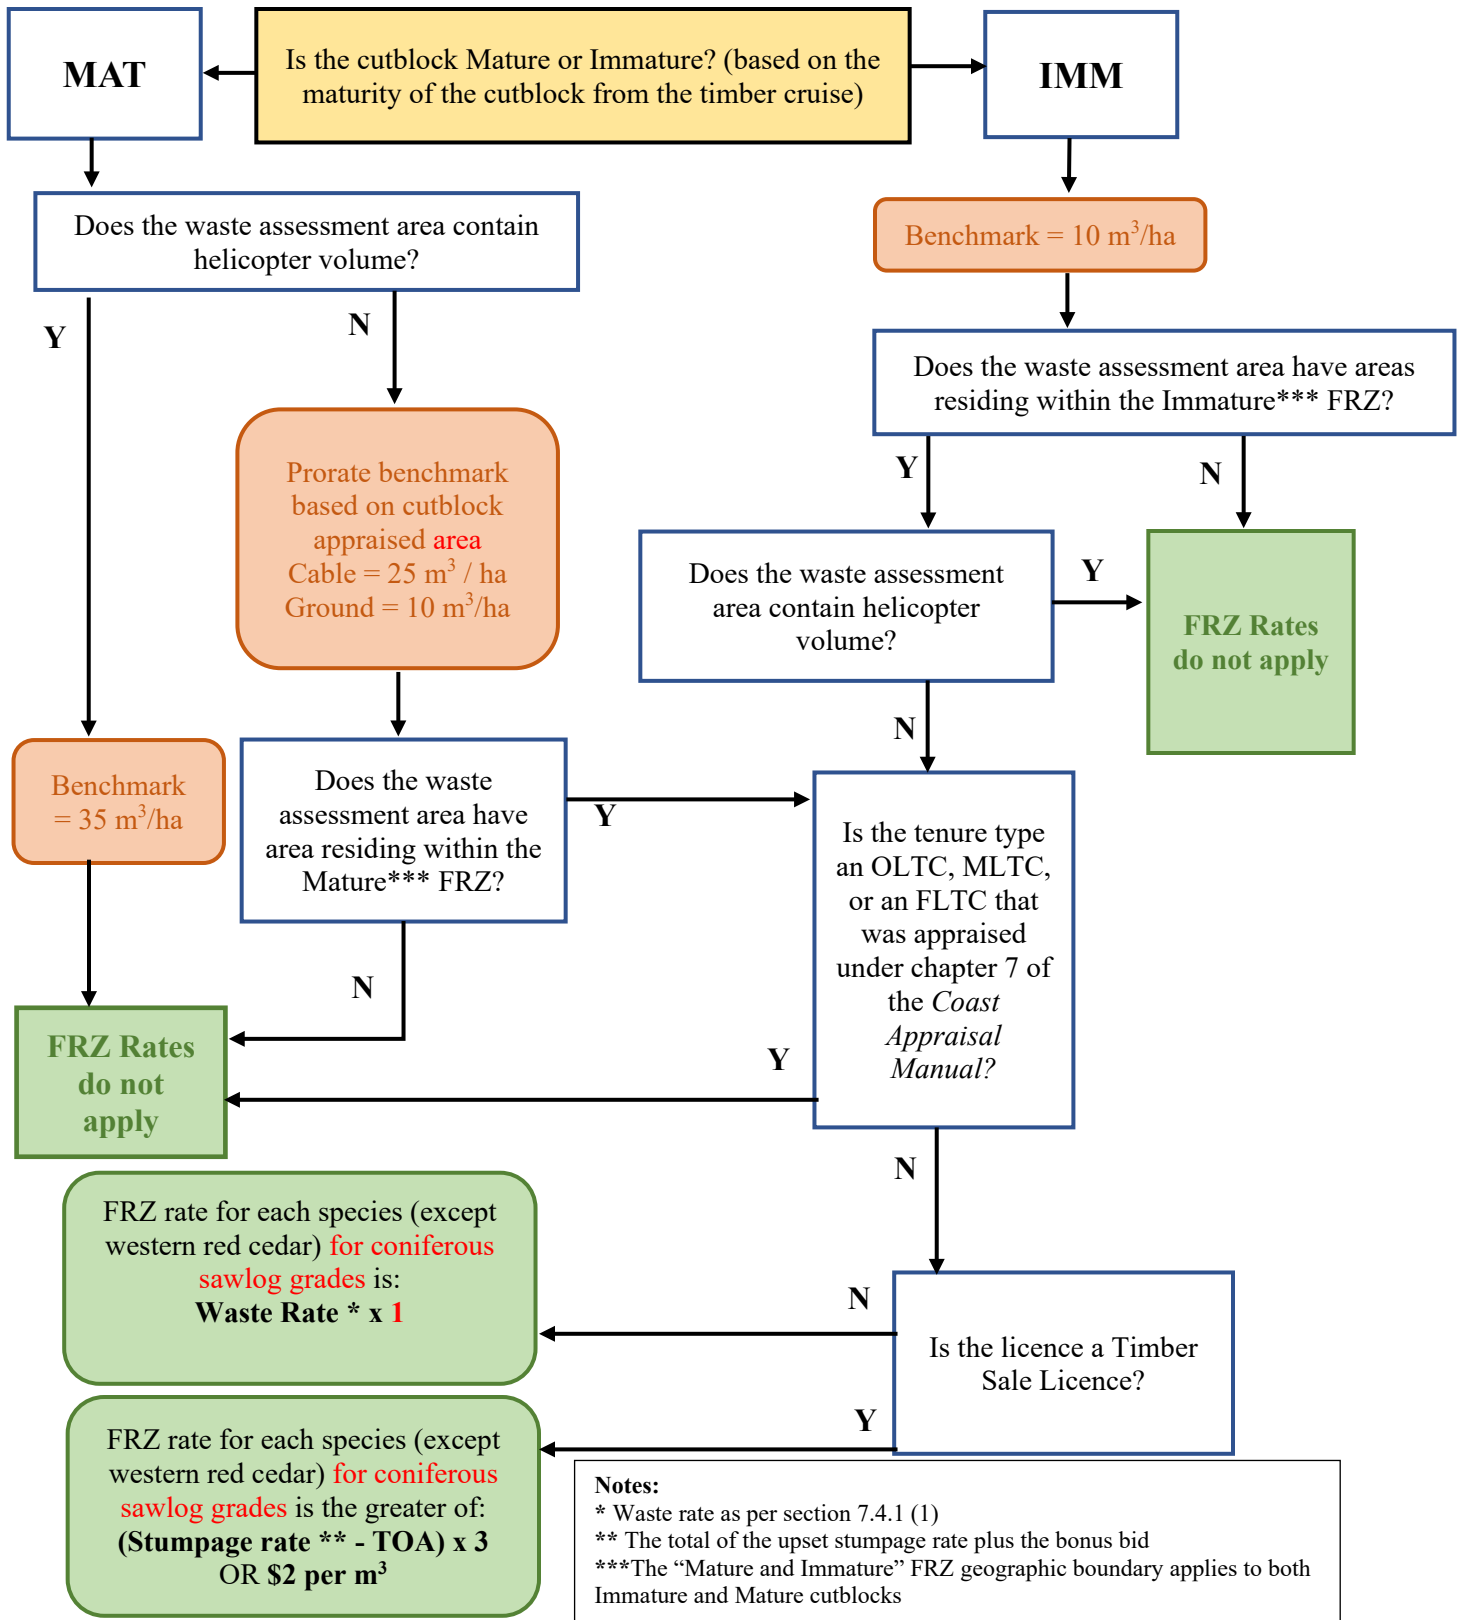 MAT
Is the cutblock Mature or Immature? (based on the
maturity of the cutblock from the timber cruise)
IMM
Does the waste assessment area contain
helicopter volume?
Benchmark = 10 m³/ha
Y
N
Does the waste assessment area have areas
residing within the Immature*** FRZ?
Prorate benchmark
based on cutblock
appraised area
Cable = 25 m³ / ha
Ground = 10 m³/ha
Y
N
Does the waste assessment
area contain helicopter
volume?
Y
FRZ Rates
do not apply
N
Benchmark
= 35 m³/ha
Does the waste
assessment area have
area residing within the
Mature*** FRZ?
Y
N
Is the tenure type
an OLTC, MLTC,
or an FLTC that
was appraised
under chapter 7 of
the Coast
Appraisal
Manual?
FRZ Rates
do not
apply
Y
N
FRZ rate for each species (except
western red cedar) for coniferous
sawlog grades is:
Waste Rate * x 1
N
Is the licence a Timber
Sale Licence?
Y
FRZ rate for each species (except
western red cedar) for coniferous
sawlog grades is the greater of:
(Stumpage rate ** - TOA) x 3
OR $2 per m³
Notes:
* Waste rate as per section 7.4.1 (1)
** The total of the upset stumpage rate plus the bonus bid
***The “Mature and Immature” FRZ geographic boundary applies to both
Immature and Mature cutblocks